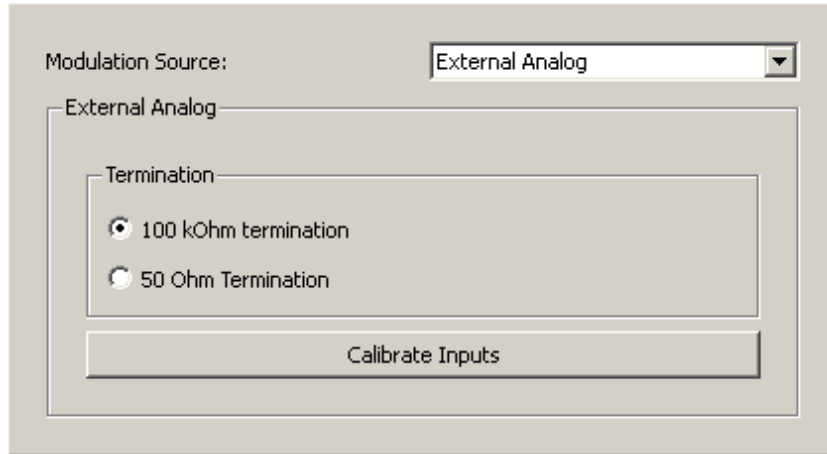 Modulation Source: External Analog
External Analog
Termination
100 kOhm termination
50 Ohm Termination
Calibrate Inputs